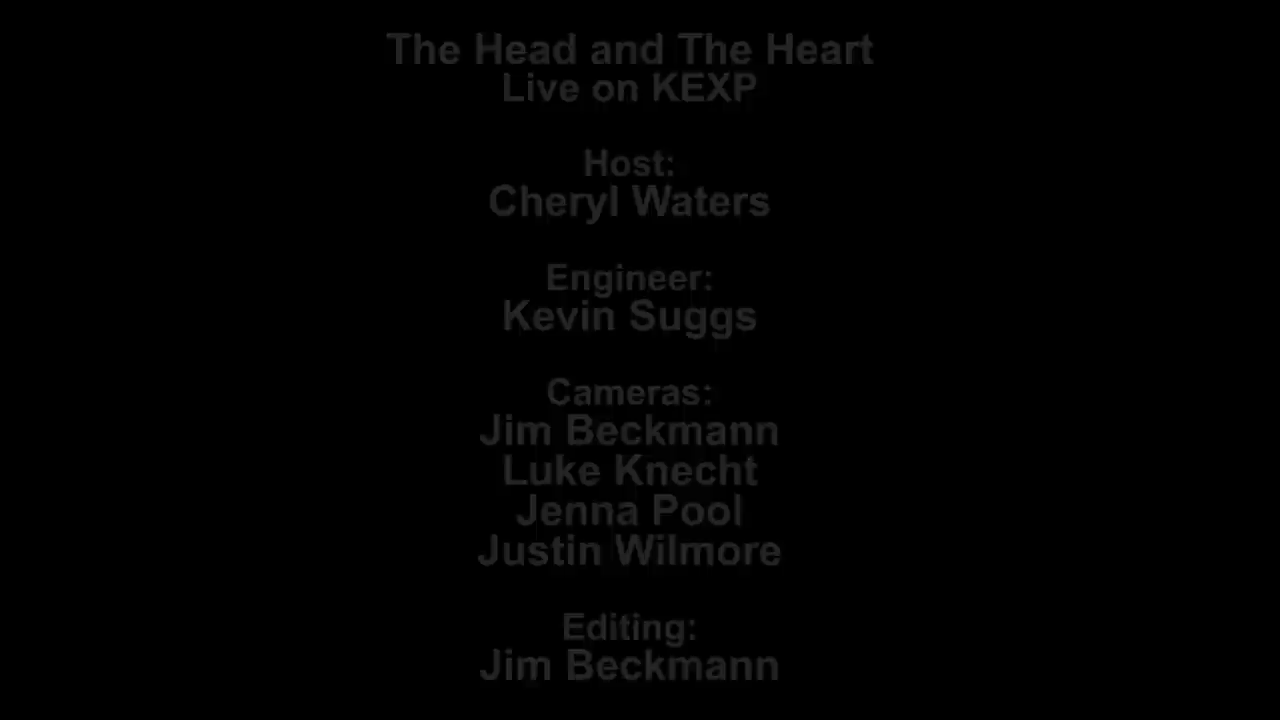 The Head and The Heart
Live on KEXP
Host:
Cheryl Waters
Engineer:
Kevin Suggs
Cameras:
Jim Beckmann
Luke Knecht
Jenna Pool
Justin Wilmore
Editing:
Jim Beckmann